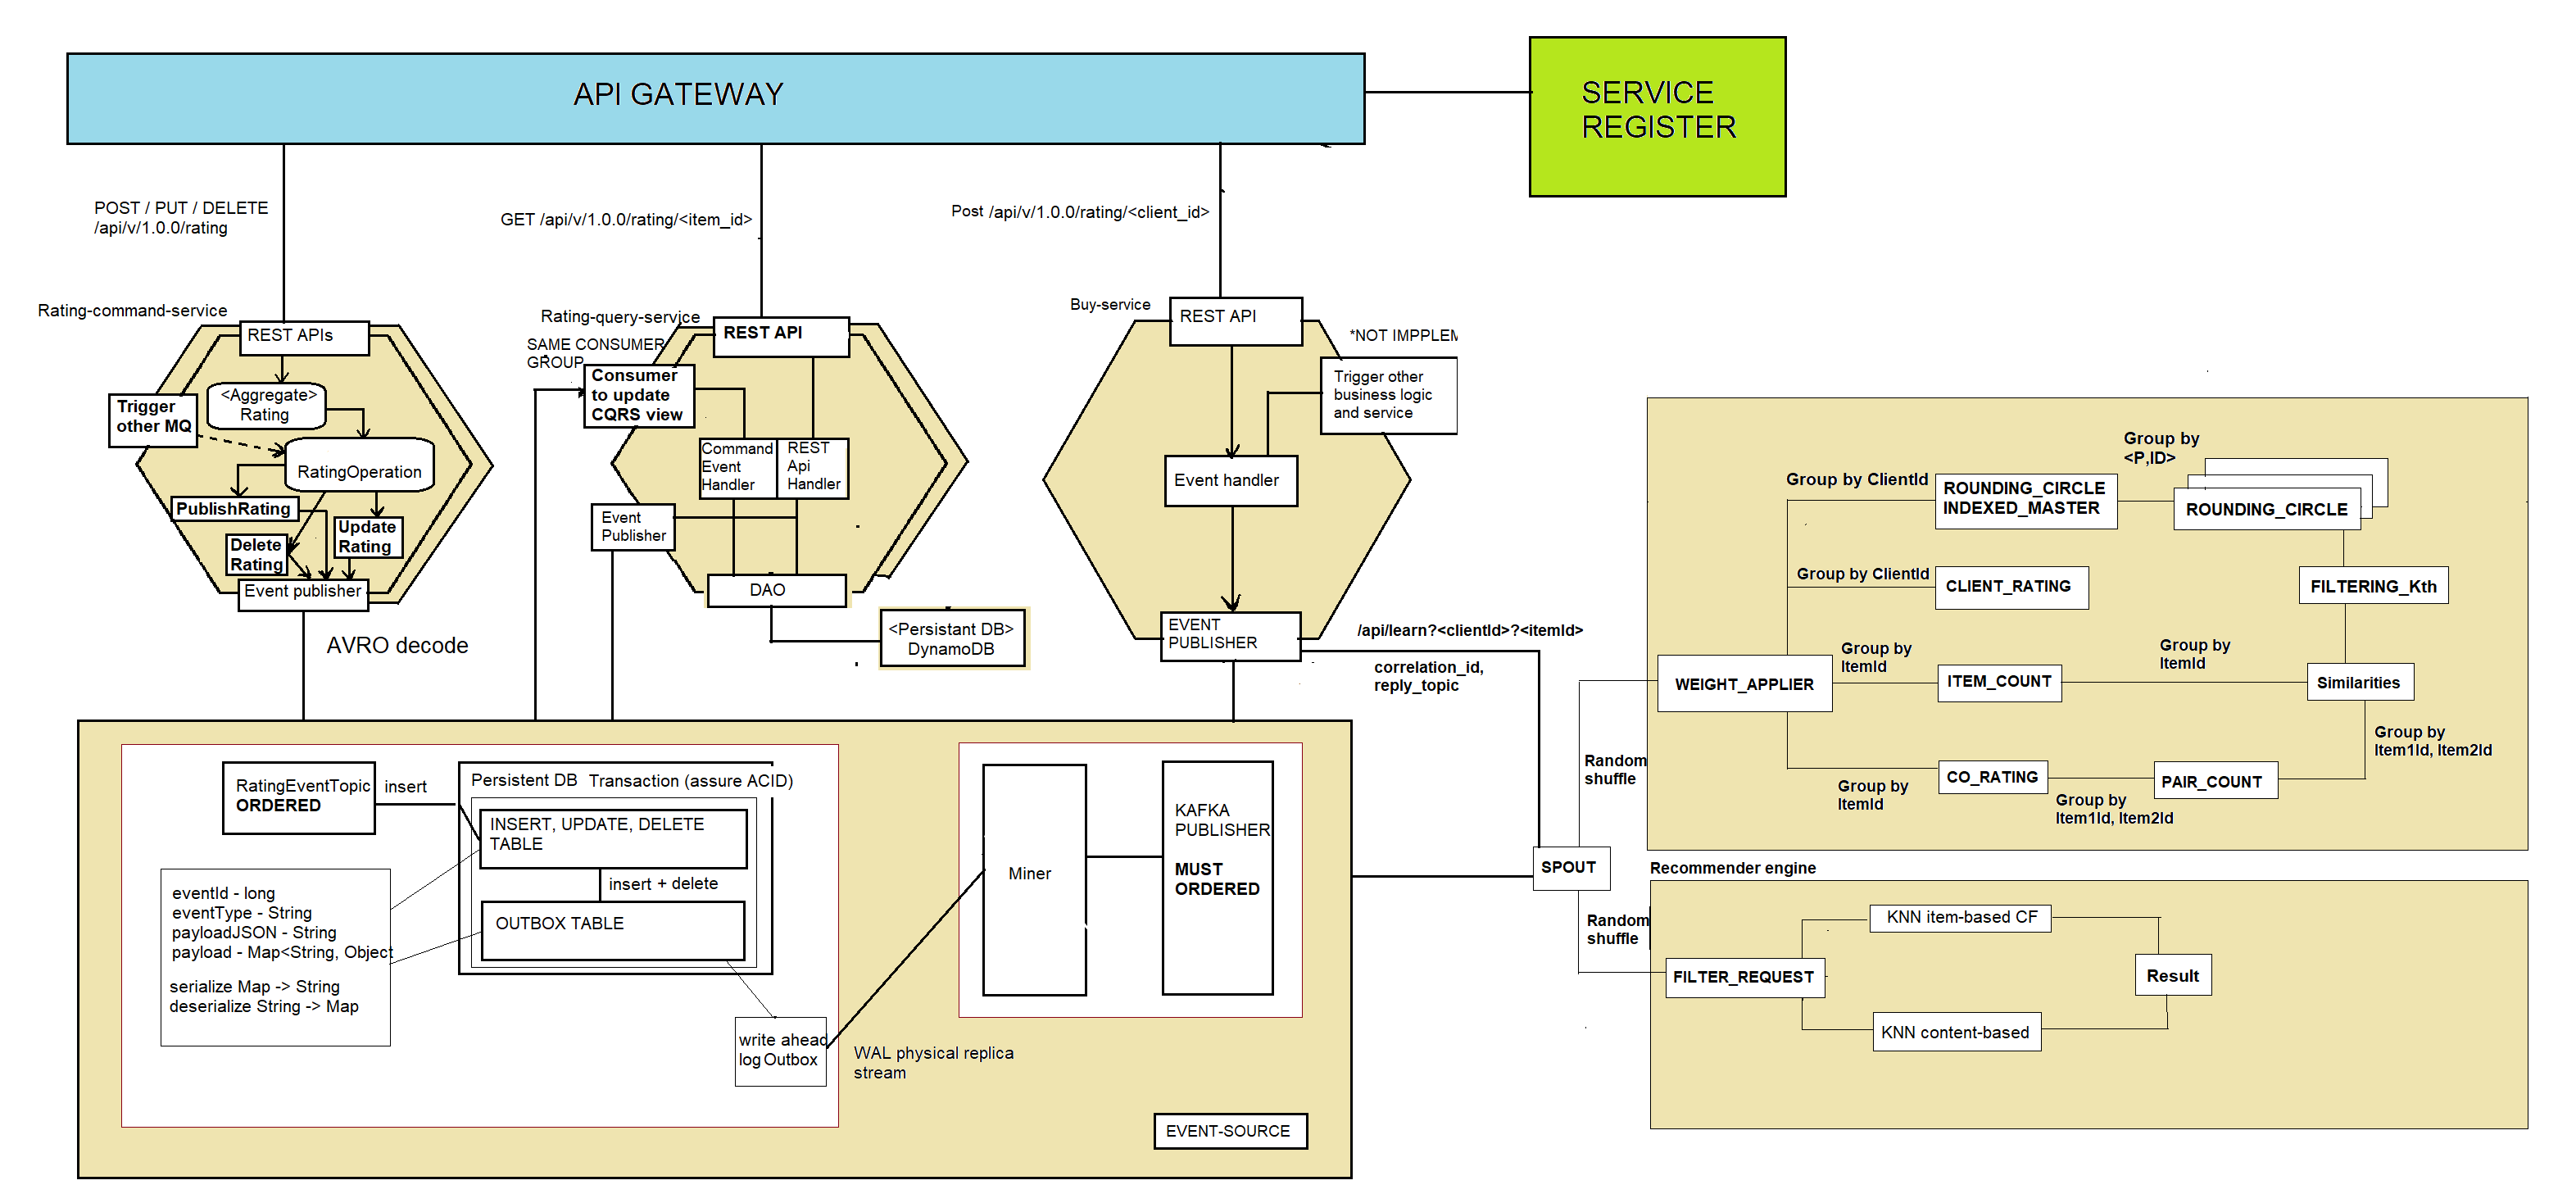 API GATEWAY
SERVICE
REGISTER
POST / PUT / DELETE
/api/v/1.0.0/rating
GET /api/v/1.0.0/rating/<item_id>
Post /api/v/1.0.0/rating/<client_id>
Rating-command-service
REST APIs
<Aggregate>
Rating
Trigger
other MQ
RatingOperation
PublishRating
Update
Rating
Delete
Rating
Event publisher
AVRO decode
Rating-query-service
SAME CONSUMER
GROUP
REST API
Consumer
to update
CQRS view
Command
Event
Handler
REST
Api
Handler
Event
Publisher
DAO
<Persistant DB>
DynamoDB
Buy-service
REST API
*NOT IMPPLEM
Trigger other
business logic
and service
Event handler
EVENT
PUBLISHER
/api/learn?<clientId>?<itemId>
correlation_id,
reply_topic
RatingEventTopic
ORDERED
insert
Persistent DB Transaction (assure ACID)
INSERT, UPDATE, DELETE
TABLE
insert + delete
OUTBOX TABLE
eventId - long
eventType - String
payloadJSON - String
payload - Map<String, Object
serialize Map -> String
deserialize String -> Map
write ahead
log Outbox
WAL physical replica
stream
Miner
KAFKA
PUBLISHER
MUST
ORDERED
EVENT-SOURCE
SPOUT
Random
shuffle
Random
shuffle
WEIGHT_APPLIER
Group by ClientId
ROUNDING_CIRCLE
INDEXED_MASTER
Group by
<P,ID>
ROUNDING_CIRCLE
Group by ClientId
CLIENT_RATING
FILTERING_Kth
Group by
ItemId
ITEM_COUNT
Group by
ItemId
Similarities
Group by
Item1Id, Item2Id
Group by
ItemId
CO_RATING
Group by
Item1Id, Item2Id
PAIR_COUNT
Recommender engine
FILTER_REQUEST
KNN item-based CF
KNN content-based
Result